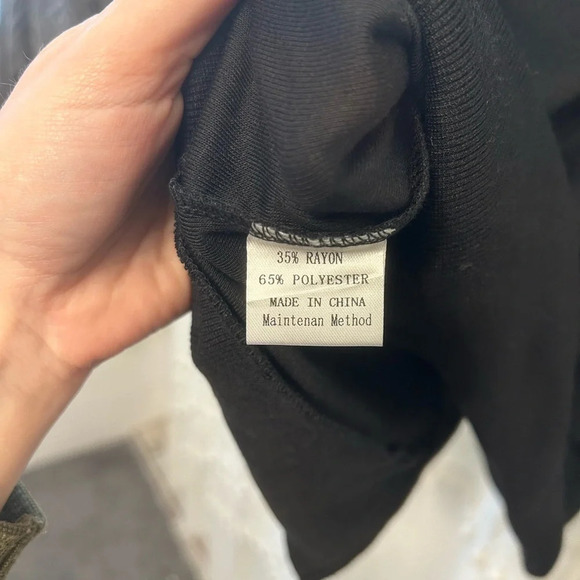 35% RAYON
65% POLYESTER
MADE IN CHINA
Maintenan Method